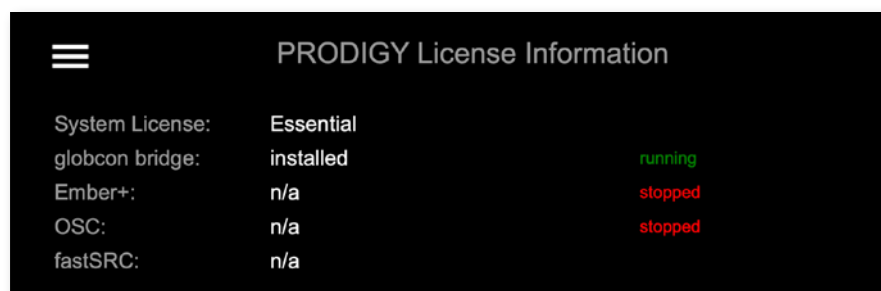 PRODIGY License Information
System License: Essential
globcon bridge: installed running
Ember+: n/a stopped
OSC: n/a stopped
fastSRC: n/a